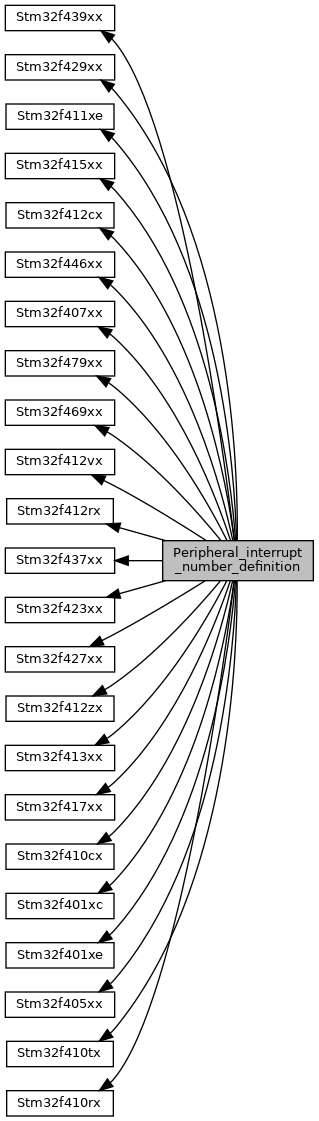 Stm32f439xx
Stm32f429xx
Stm32f411xe
Stm32f415xx
Stm32f412cx
Stm32f446xx
Stm32f407xx
Stm32f479xx
Stm32f469xx
Stm32f412vx
Stm32f412rx
Peripheral_interrupt
_number_definition
Stm32f437xx
Stm32f423xx
Stm32f427xx
Stm32f412zx
Stm32f413xx
Stm32f417xx
Stm32f410cx
Stm32f401xc
Stm32f401xe
Stm32f405xx
Stm32f410tx
Stm32f410rx